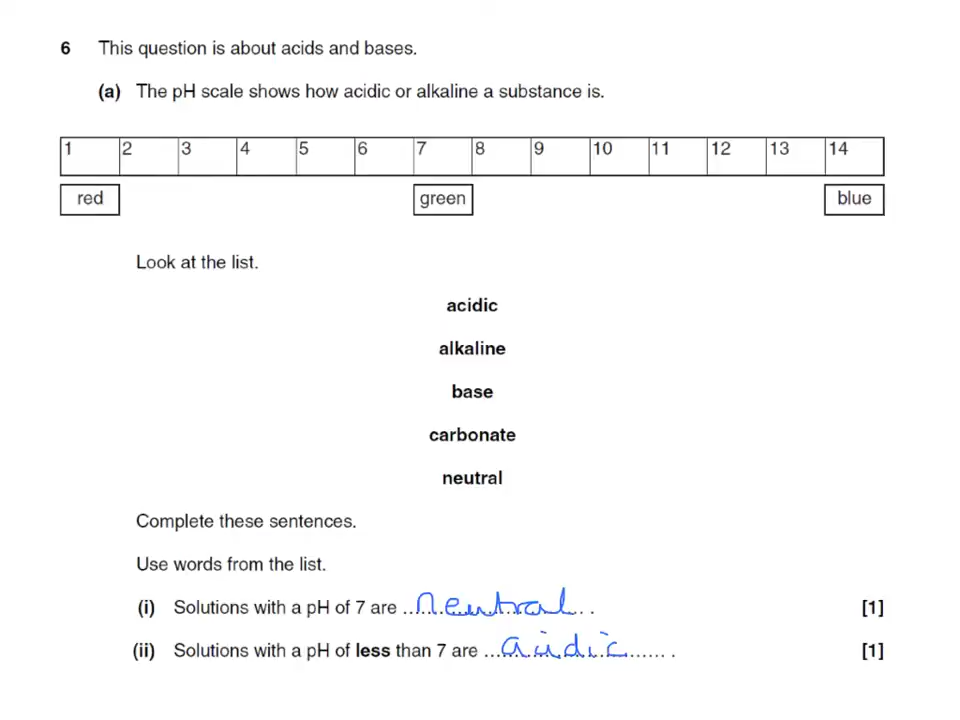 6 This question is about acids and bases.
(a) The pH scale shows how acidic or alkaline a substance is.
1 2 3 4 5 6 7 8 9 10 11 12 13 14
red green blue
Look at the list.
acidic
alkaline
base
carbonate
neutral
Complete these sentences.
Use words from the list.
(i) Solutions with a pH of 7 are ...neutral... . [1]
(ii) Solutions with a pH of less than 7 are ...acidic...... . [1]